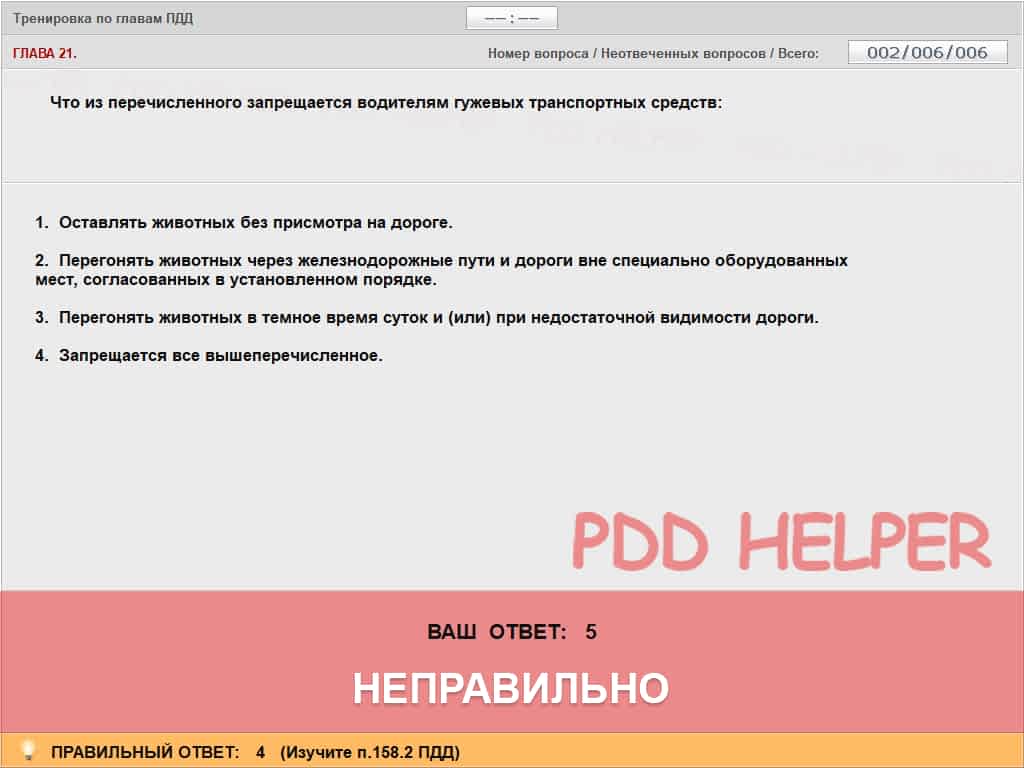 Тренировка по главам ПДД
—— : ——
ГЛАВА 21.
Номер вопроса / Неотвеченных вопросов / Всего:
002/006/006
Что из перечисленного запрещается водителям гужевых транспортных средств:
1. Оставлять животных без присмотра на дороге.
2. Перегонять животных через железнодорожные пути и дороги вне специально оборудованных
мест, согласованных в установленном порядке.
3. Перегонять животных в темное время суток и (или) при недостаточной видимости дороги.
4. Запрещается все вышеперечисленное.
PDD HELPER
ВАШ ОТВЕТ: 5
НЕПРАВИЛЬНО
ПРАВИЛЬНЫЙ ОТВЕТ: 4 (Изучите п.158.2 ПДД)